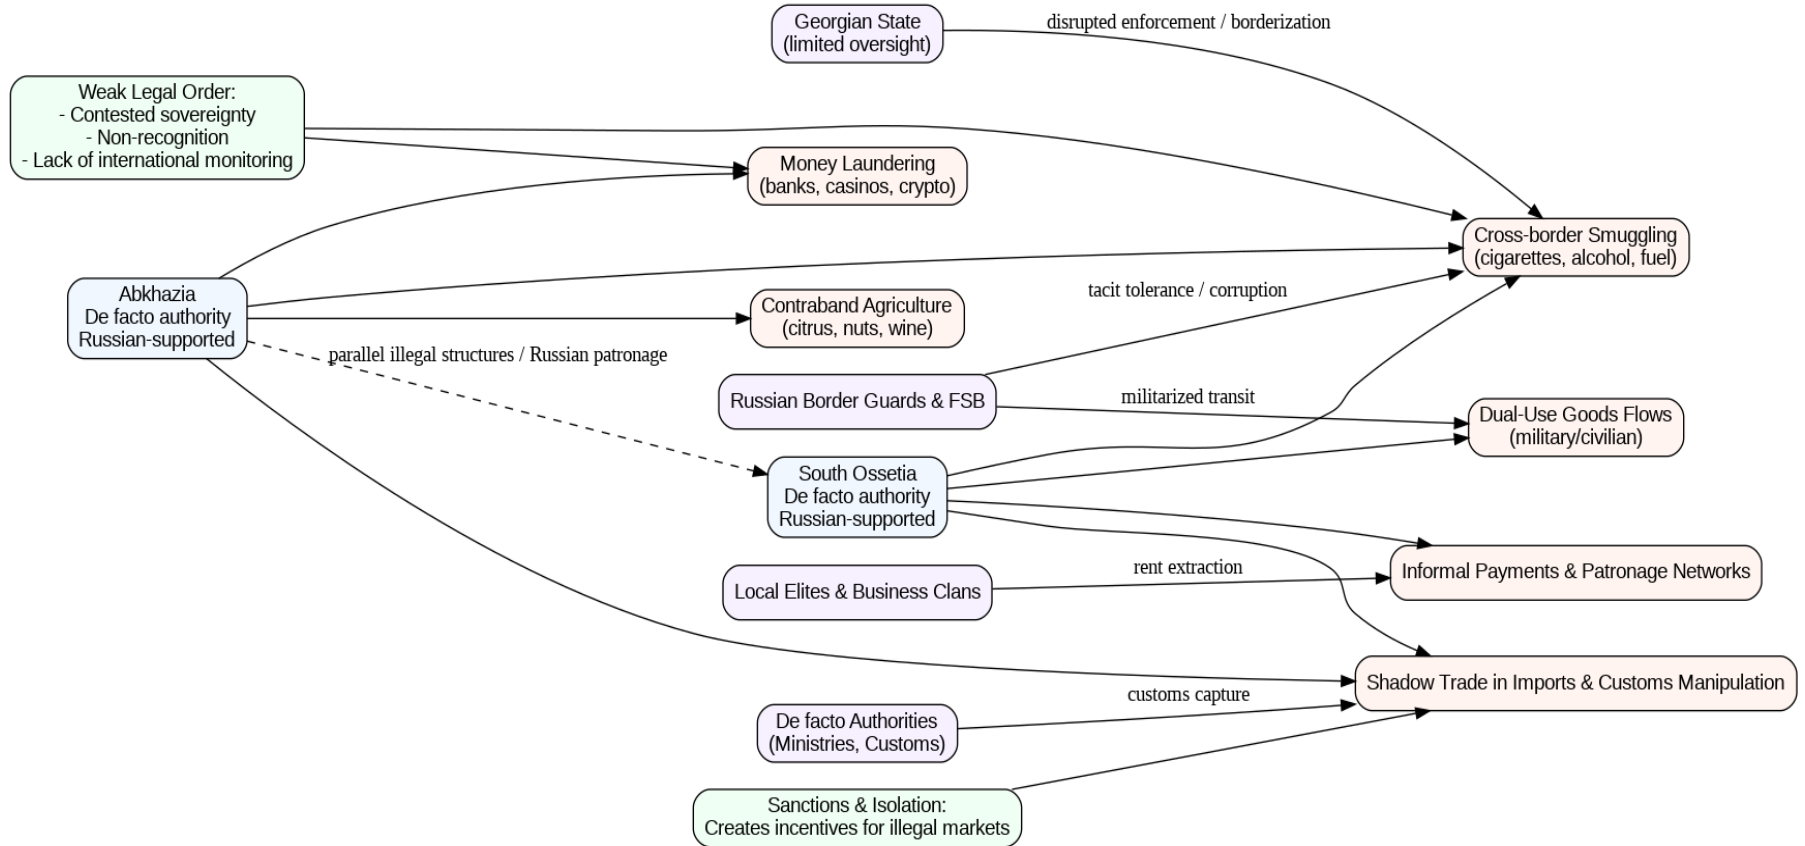 Georgian State
(limited oversight)
disrupted enforcement / borderization
Weak Legal Order:
- Contested sovereignty
- Non-recognition
- Lack of international monitoring
Money Laundering
(banks, casinos, crypto)
Cross-border Smuggling
(cigarettes, alcohol, fuel)
Abkhazia
De facto authority
Russian-supported
Contraband Agriculture
(citrus, nuts, wine)
tacit tolerance / corruption
parallel illegal structures / Russian patronage
Russian Border Guards & FSB
militarized transit
Dual-Use Goods Flows
(military/civilian)
South Ossetia
De facto authority
Russian-supported
Local Elites & Business Clans
rent extraction
Informal Payments & Patronage Networks
Shadow Trade in Imports & Customs Manipulation
De facto Authorities
(Ministries, Customs)
customs capture
Sanctions & Isolation:
Creates incentives for illegal markets